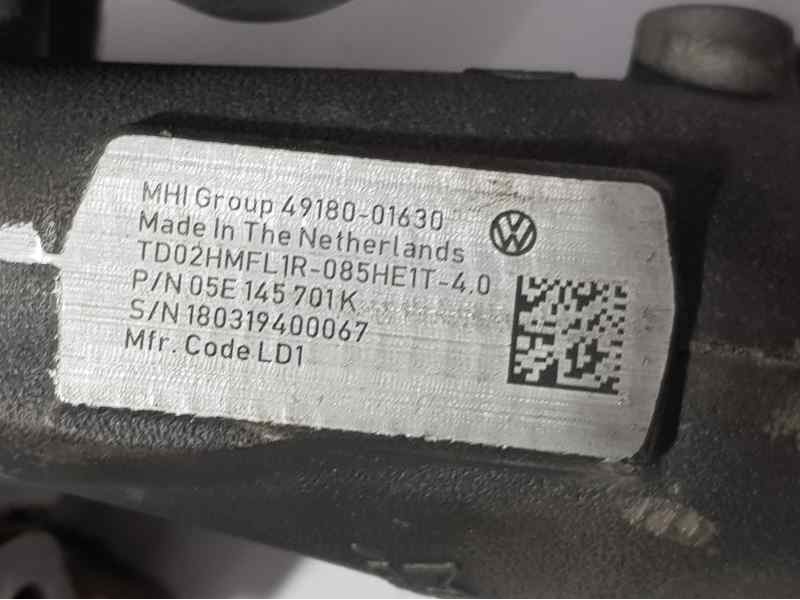 MHI Group 49180-01630
Made In The Netherlands
TD02HMFL1R-085HE1T-4.0
P/N 05E 145 701K
S/N 180319400067
Mfr. Code LD1